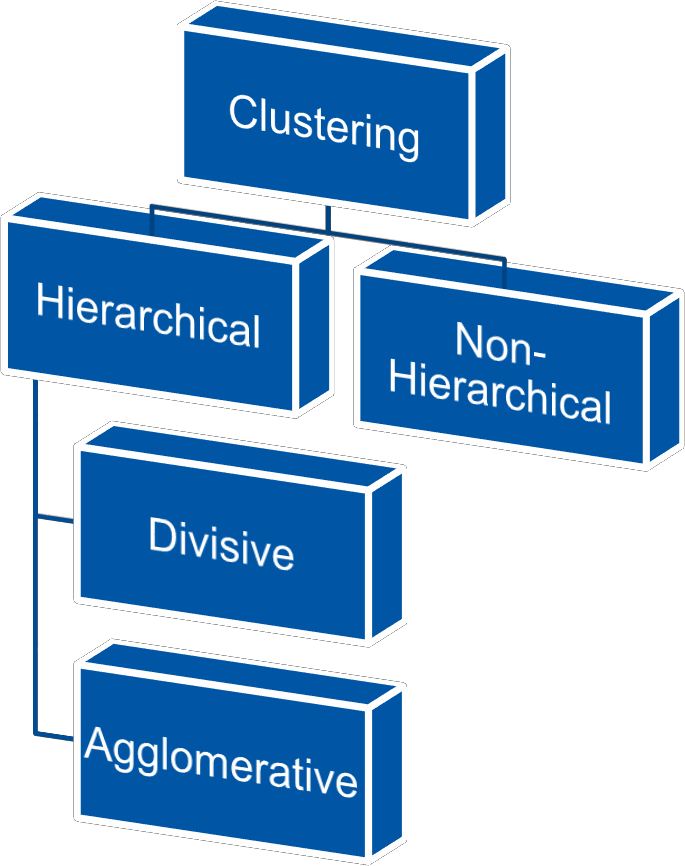 Clustering
Hierarchical
Non-
Hierarchical
Divisive
Agglomerative